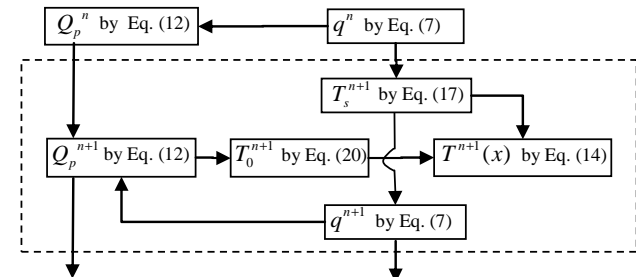 Q_p^n by Eq. (12)
q^n by Eq. (7)
T_s^{n+1} by Eq. (17)
Q_p^{n+1} by Eq. (12)
T_0^{n+1} by Eq. (20)
T^{n+1}(x) by Eq. (14)
q^{n+1} by Eq. (7)